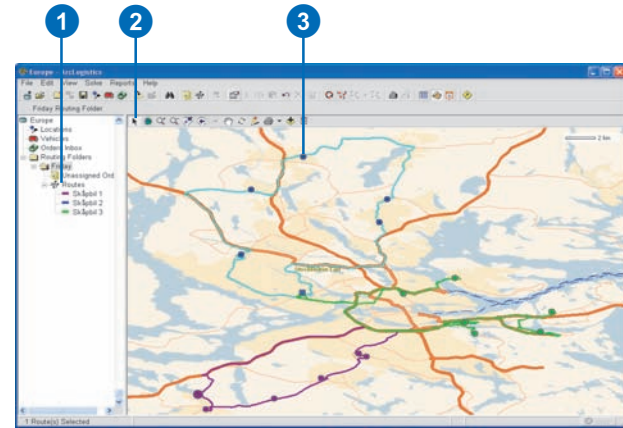 1 2 3
Europe - ArcLogistics
File Edit View Solve Reports Help
Friday Routing Folder
Europe
Locations
Vehicles
Orders Inbox
Routing Folders
Friday
Unassigned Ord
Routes
Skåpbil 1
Skåpbil 2
Skåpbil 3
2 km
1 Route(s) Selected